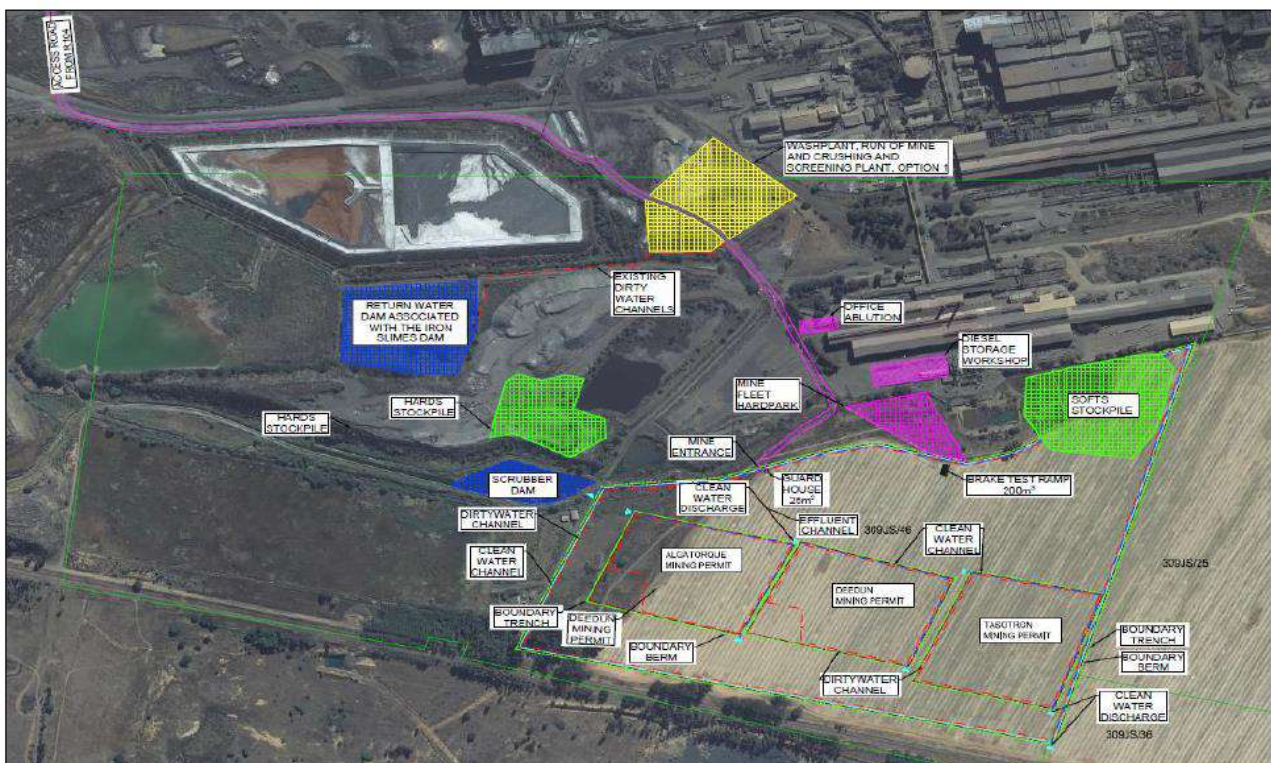 ACCESS ROAD
FROM R104
WASHPLANT, RUN OF MINE
AND CRUSHING AND
SCREENING PLANT, OPTION 1
EXISTING
DIRTY
WATER
CHANNELS
RETURN WATER
DAM ASSOCIATED
WITH THE IRON
SLIMES DAM
OFFICE
ABLUTION
DIESEL
STORAGE
WORKSHOP
MINE
FLEET
HARDPARK
HARDS
STOCKPILE
SOFTS
STOCKPILE
HARDS
STOCKPILE
MINE
ENTRANCE
SCRUBBER
DAM
GUARD
HOUSE
25m²
BRAKE TEST RAMP
200m²
CLEAN
WATER
DISCHARGE
DIRTYWATER
CHANNEL
EFFLUENT
CHANNEL
309JS/46
CLEAN
WATER
CHANNEL
CLEAN
WATER
CHANNEL
ALGATORQUE
MINING PERMIT
309JS/25
DEEDUN
MINING PERMIT
BOUNDARY
TRENCH
DEEDUN
MINING
PERMIT
TASOTRON
MINING PERMIT
BOUNDARY
TRENCH
BOUNDARY
BERM
BOUNDARY
BERM
DIRTYWATER
CHANNEL
CLEAN
WATER
DISCHARGE
309JS/36